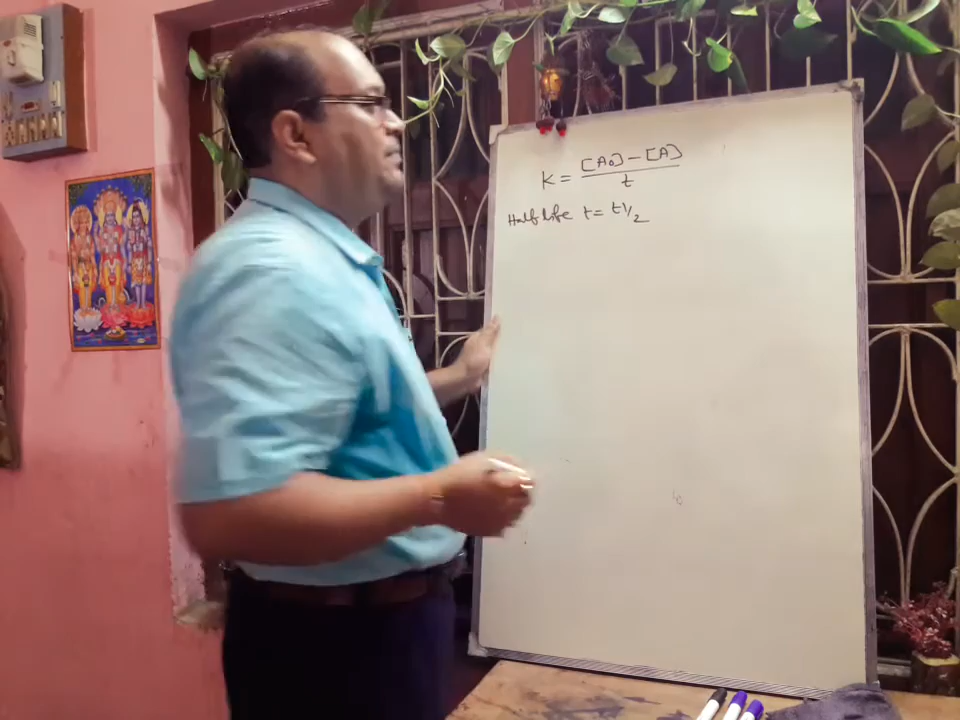 K = [A₀] - [A] / t
Half life t = t1/2